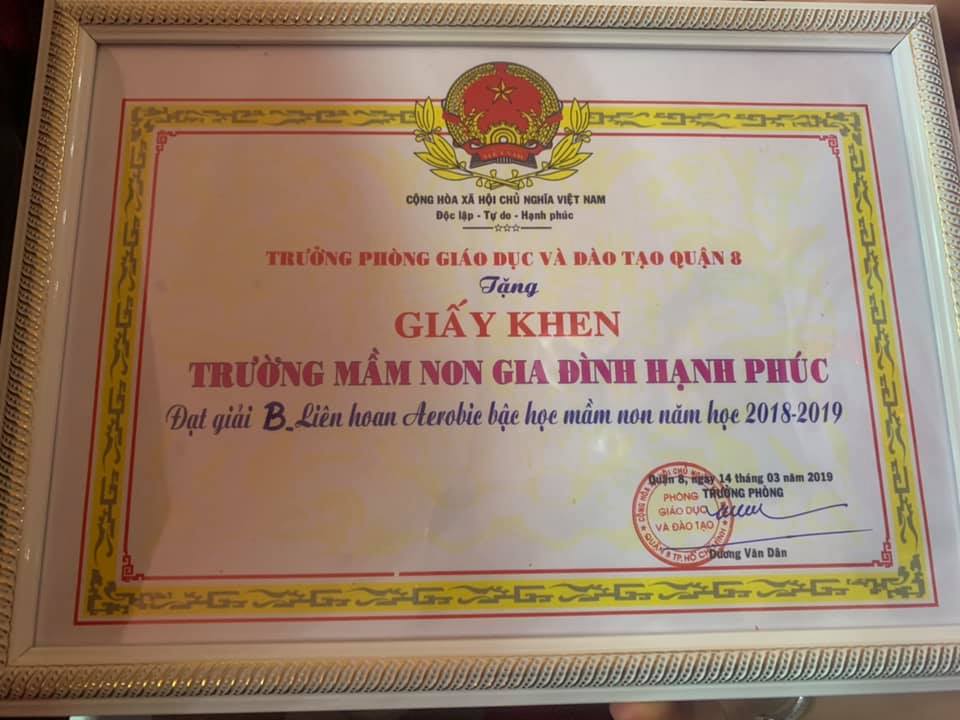 VIỆT NAM
CỘNG HÒA XÃ HỘI CHỦ NGHĨA VIỆT NAM
Độc lập - Tự do - Hạnh phúc
TRƯỞNG PHÒNG GIÁO DỤC VÀ ĐÀO TẠO QUẬN 8
Tặng
GIẤY KHEN
TRƯỜNG MẦM NON GIA ĐÌNH HẠNH PHÚC
Đạt giải B_Liên hoan Aerobic bậc học mầm non năm học 2018-2019
Quận 8, ngày 14 tháng 03 năm 2019
TRƯỞNG PHÒNG
PHÒNG
GIÁO DỤC
VÀ ĐÀO TẠO
Dương Văn Dân